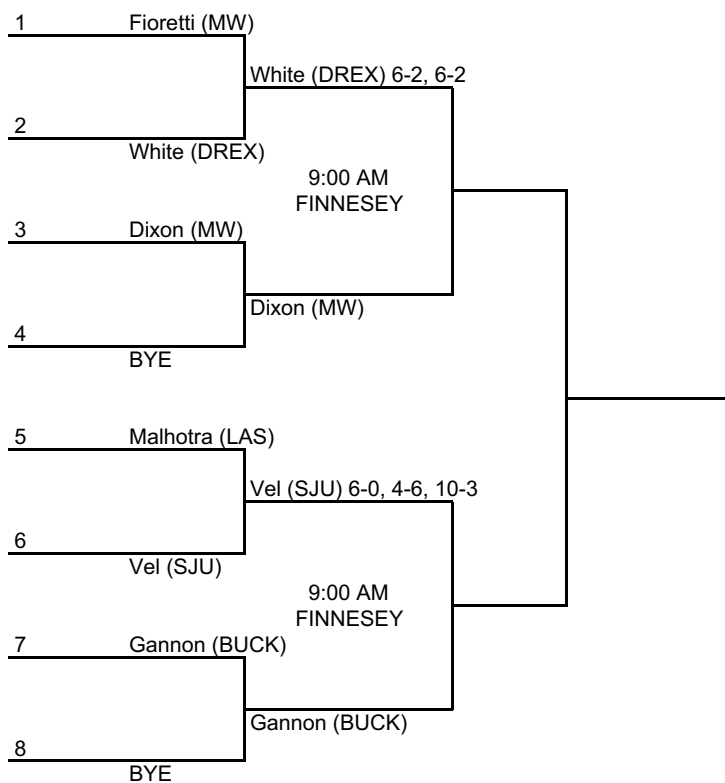 1 Fioretti (MW)
White (DREX) 6-2, 6-2
2
White (DREX)
9:00 AM
FINNESEY
3 Dixon (MW)
Dixon (MW)
4
BYE
5 Malhotra (LAS)
Vel (SJU) 6-0, 4-6, 10-3
6
Vel (SJU)
9:00 AM
FINNESEY
7 Gannon (BUCK)
Gannon (BUCK)
8
BYE